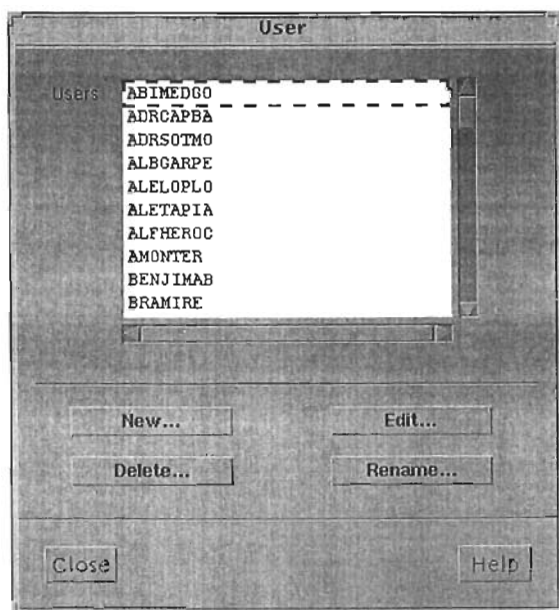 User
Users
ABIMEDGO
ADRCAPBA
ADRSOTMO
ALBGARPE
ALELOPLO
ALETAPIA
ALFHEROC
AMONTER
BENJIMAB
BRAMIRE
New... Edit...
Delete... Rename...
Close Help